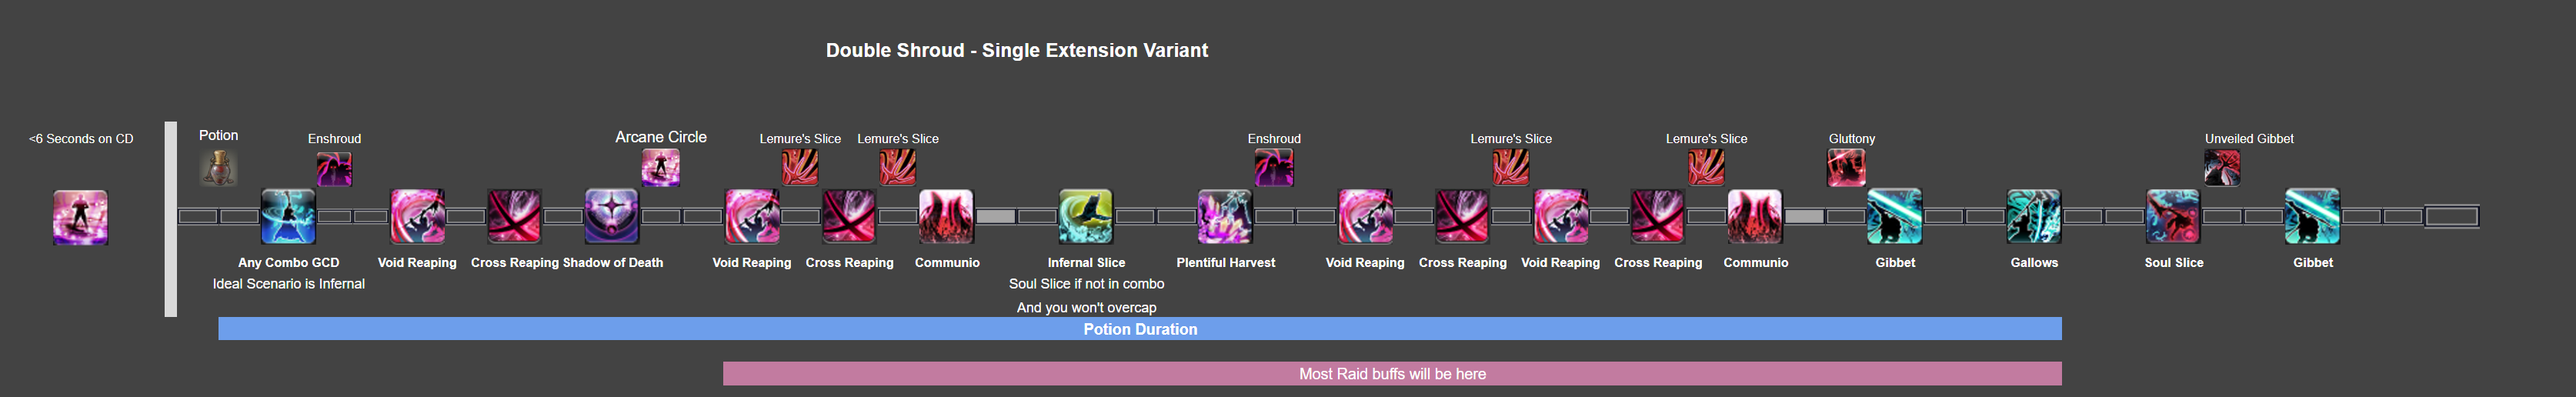 Double Shroud - Single Extension Variant
<6 Seconds on CD
Potion
Enshroud
Arcane Circle
Lemure's Slice
Lemure's Slice
Enshroud
Lemure's Slice
Lemure's Slice
Gluttony
Unveiled Gibbet
Any Combo GCD
Void Reaping
Cross Reaping
Shadow of Death
Void Reaping
Cross Reaping
Communio
Infernal Slice
Plentiful Harvest
Void Reaping
Cross Reaping
Void Reaping
Cross Reaping
Communio
Gibbet
Gallows
Soul Slice
Gibbet
Ideal Scenario is Infernal
Soul Slice if not in combo
And you won't overcap
Potion Duration
Most Raid buffs will be here